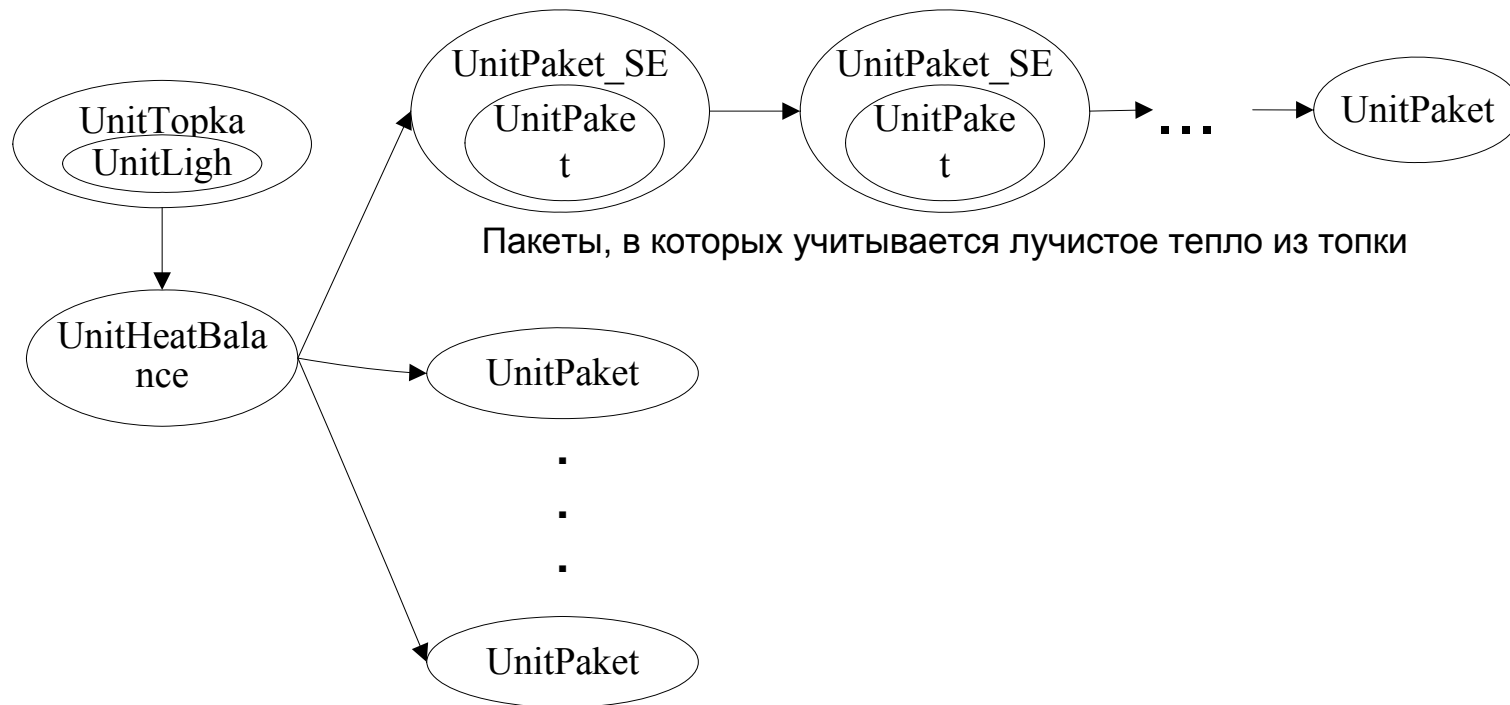 UnitTopka
UnitLigh
UnitPaket_SE
UnitPake
t
UnitPaket_SE
UnitPake
t
...
UnitPaket
Пакеты, в которых учитывается лучистое тепло из топки
UnitHeatBala
nce
UnitPaket
.
.
.
UnitPaket